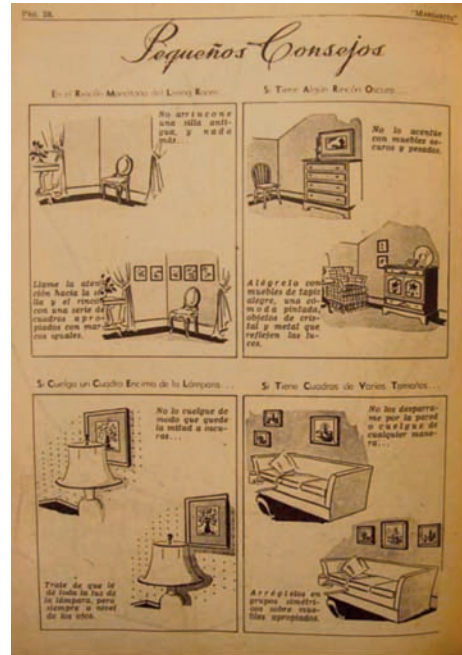 Pág. 28.
"Margarita"
Pequeños Consejos
En el Rincón Monótono del Living Room
No arrincone
una silla anti-
gua, y nada
más...
Llame la aten-
ción hacia la si-
lla y el rincón
con una serie de
cuadros apro-
piados con mar-
cos iguales.
Si Tiene Algún Rincón Oscuro...
No lo acentúe
con muebles os-
curos y pesados.
Alégrelo con
muebles de tapiz
alegre, una có-
moda pintada,
objetos de cris-
tal y metal que
reflejen las lu-
ces.
Si Cuelga un Cuadro Encima de la Lámpara...
No lo cuelgue de
modo que quede
la mitad a oscu-
ras...
Trate de que le
dé toda la luz de
la lámpara, pero
siempre a nivel
de los ojos.
Si Tiene Cuadros de Varios Tamaños...
No los desparra-
me por la pared
o cuelgue de
cualquier mane-
ra...
Arréglelos en
grupos simétri-
cos sobre mue-
bles apropiados.